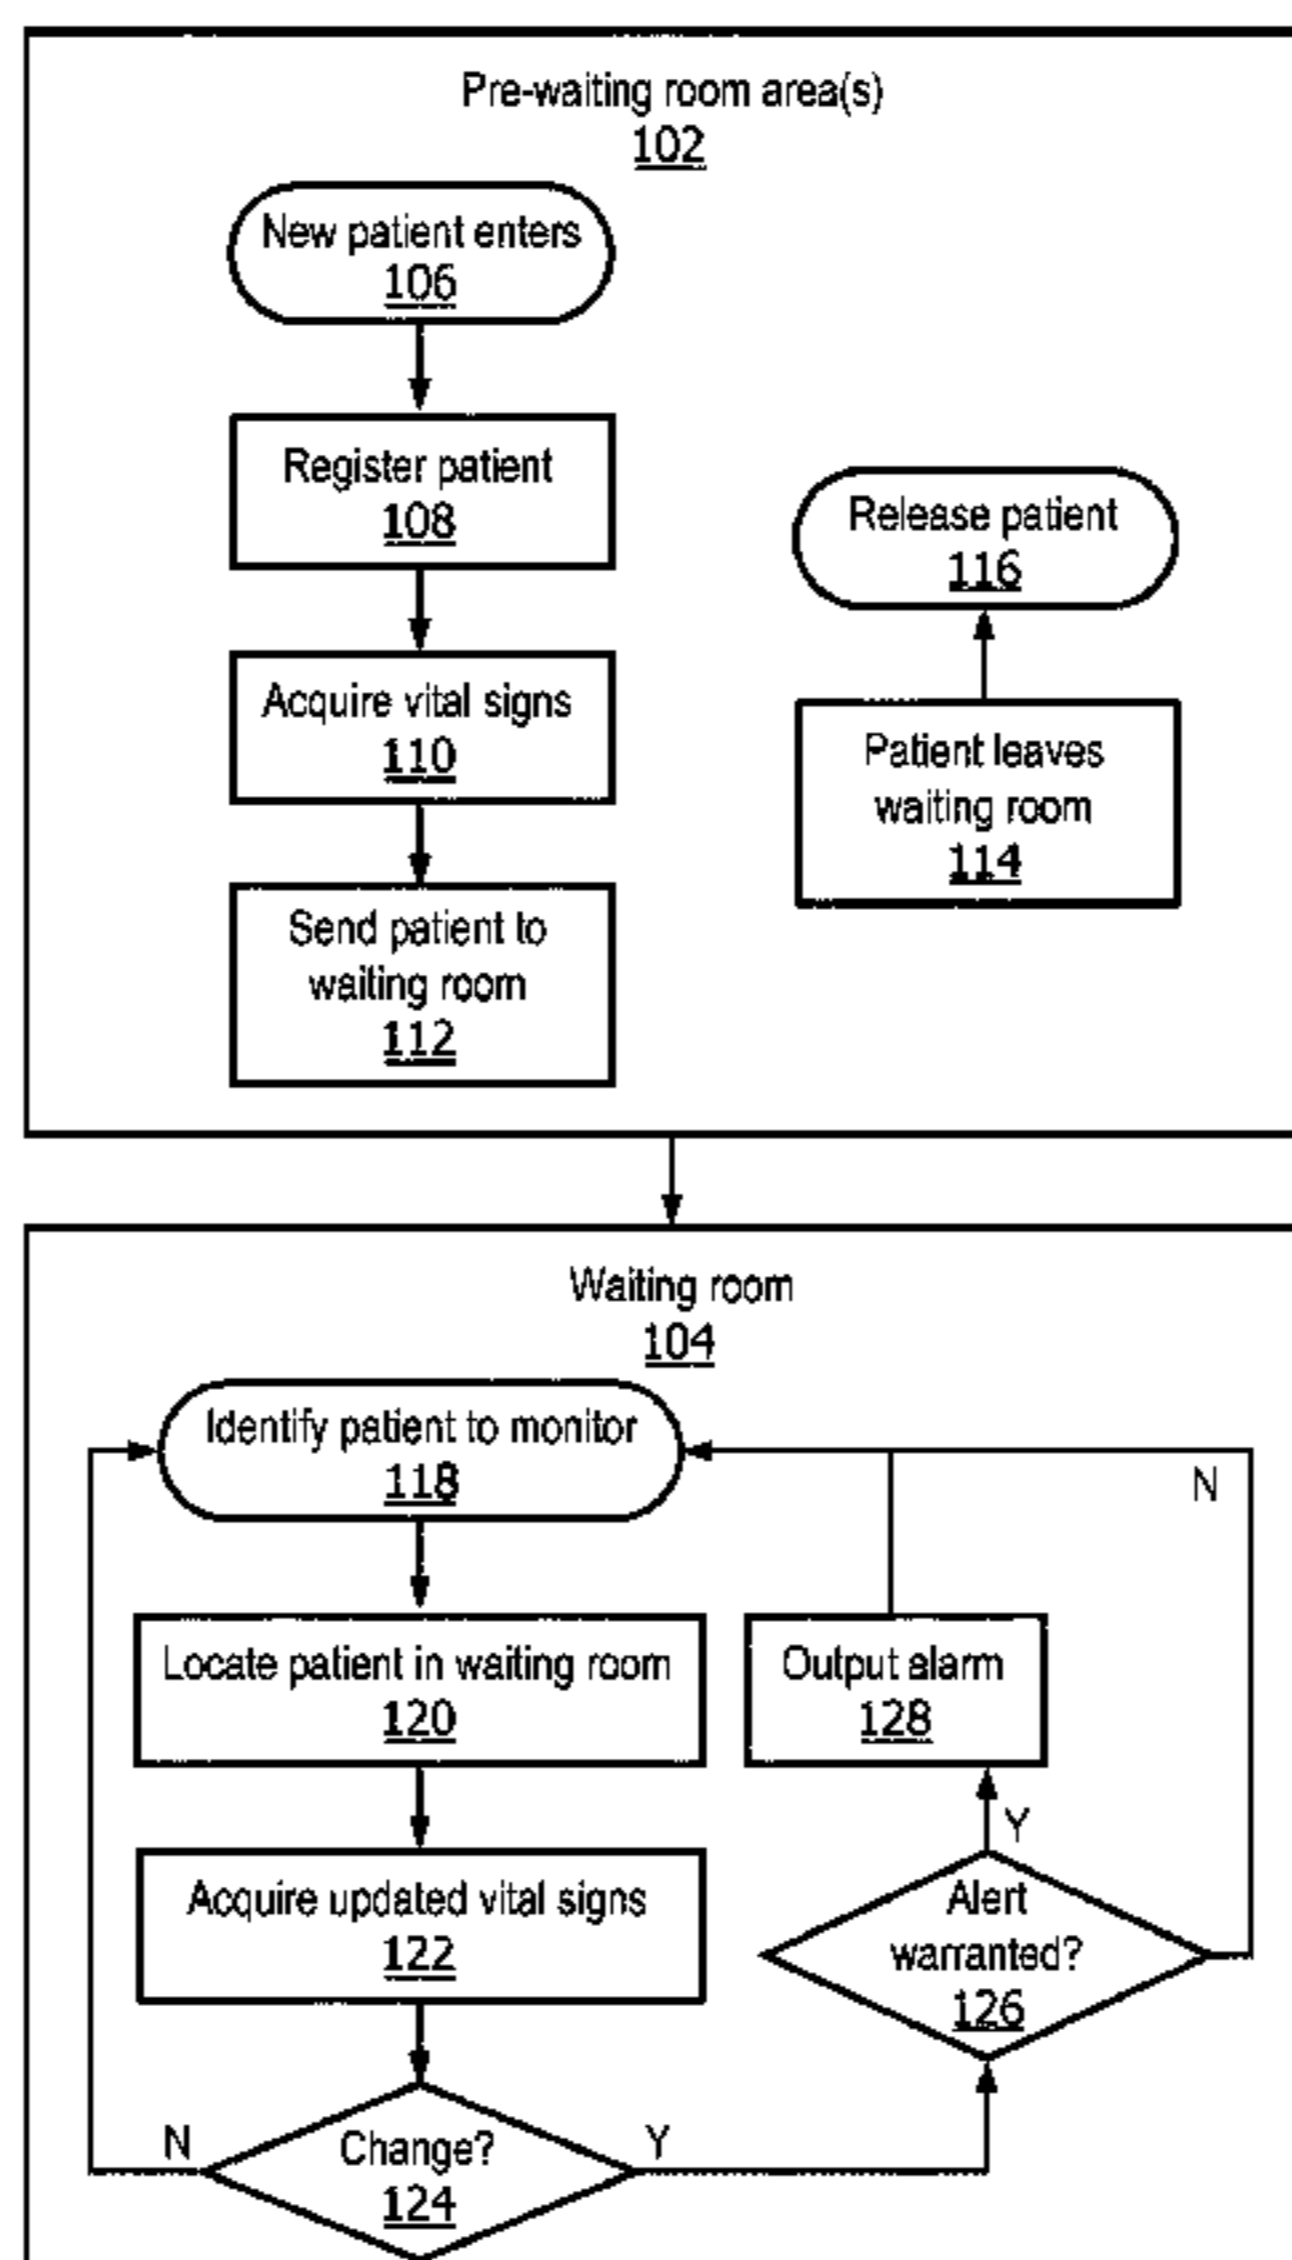 Pre-waiting room area(s)
102
New patient enters
106
Register patient
108
Acquire vital signs
110
Send patient to
waiting room
112
Release patient
116
Patient leaves
waiting room
114
Waiting room
104
Identify patient to monitor
118
N
Locate patient in waiting room
120
Output alarm
128
Y
Acquire updated vital signs
122
Alert
warranted?
126
N
Change?
124
Y